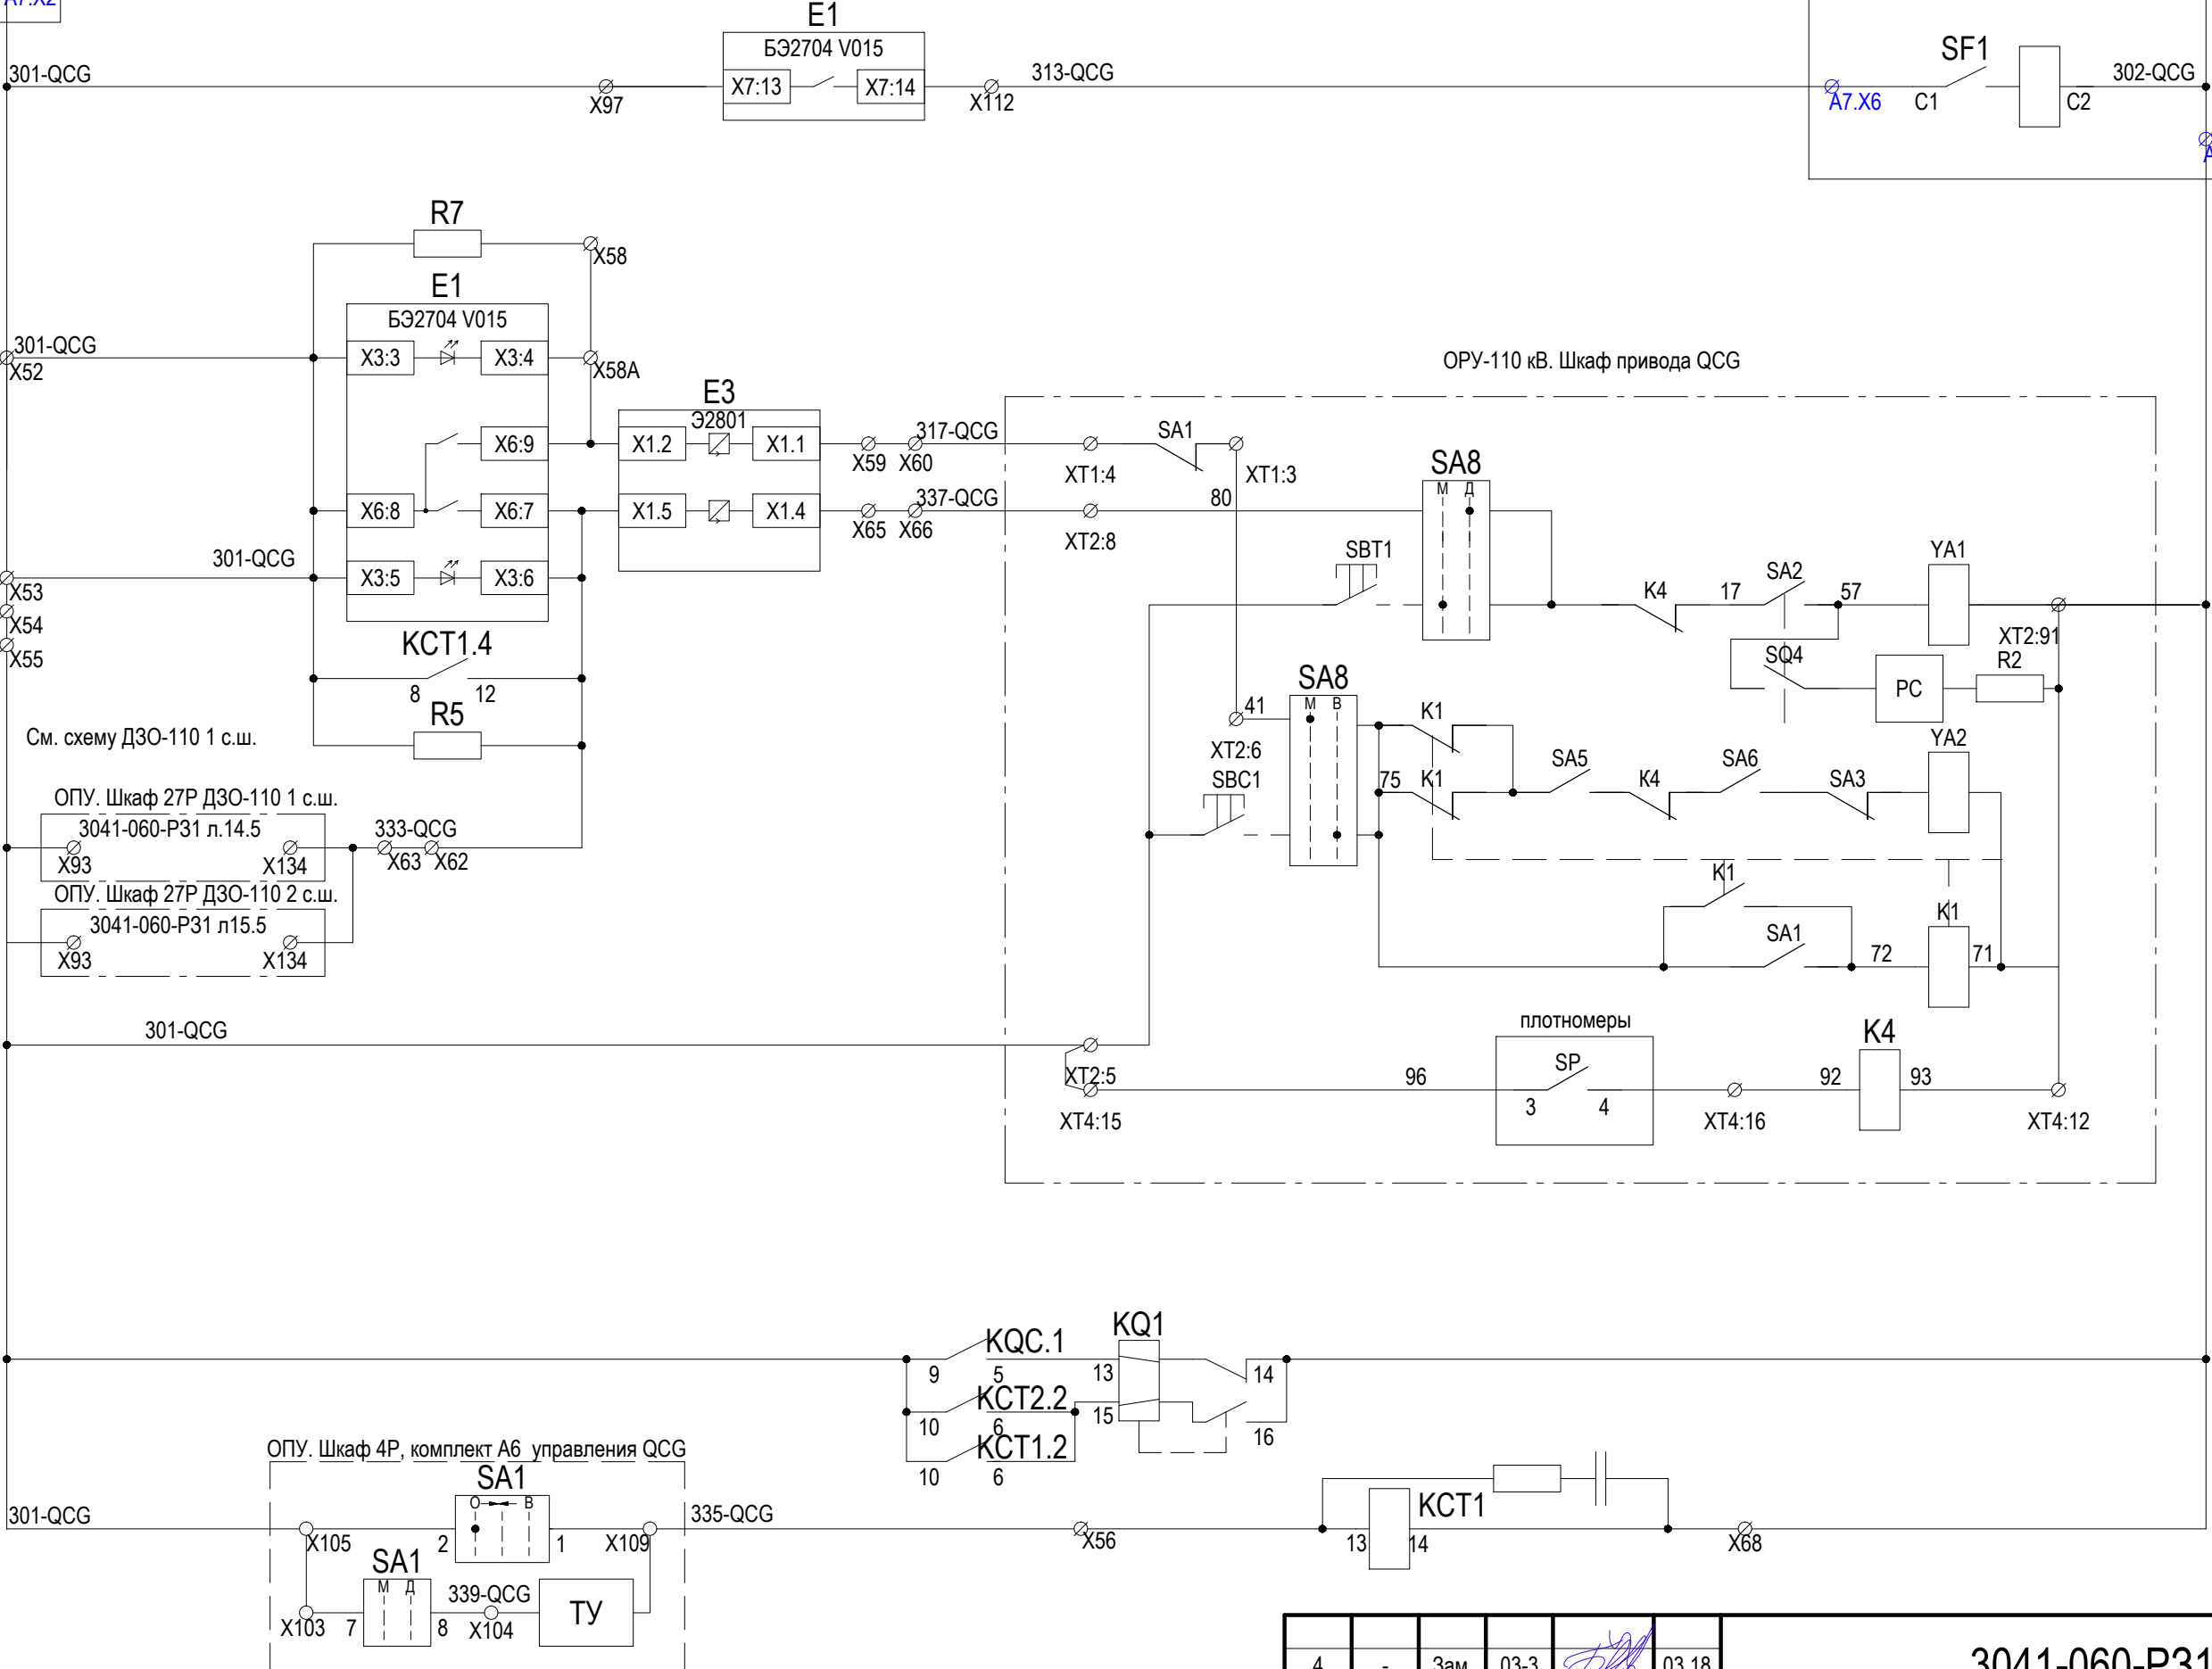 A7.X2
E1
БЭ2704 V015
301-QCG
X97
X7:13
X7:14
X112
313-QCG
A7.X6
C1
SF1
C2
302-QCG
R7
X58
E1
БЭ2704 V015
301-QCG
X52
X3:3
X3:4
X58A
ОРУ-110 кВ. Шкаф привода QCG
E3
Э2801
X6:9
X1.2
X1.1
X59
X60
317-QCG
XT1:4
SA1
XT1:3
80
X6:8
X6:7
X1.5
X1.4
X65
X66
337-QCG
XT2:8
SA8
М Д
301-QCG
X53
X54
X55
X3:5
X3:6
SBT1
K4
17
SA2
57
YA1
XT2:91
SQ4
PC
R2
KCT1.4
8
12
R5
SA8
М В
41
XT2:6
SBC1
K1
75
K1
SA5
K4
SA6
SA3
YA2
См. схему ДЗО-110 1 с.ш.
ОПУ. Шкаф 27Р ДЗО-110 1 с.ш.
3041-060-РЗ1 л.14.5
X93
X134
333-QCG
X63
X62
ОПУ. Шкаф 27Р ДЗО-110 2 с.ш.
3041-060-РЗ1 л15.5
X93
X134
K1
SA1
72
K1
71
301-QCG
XT2:5
XT4:15
96
плотномеры
SP
3
4
XT4:16
92
K4
93
XT4:12
KQC.1
9
5
KQ1
13
14
KCT2.2
10
6
15
16
KCT1.2
10
6
ОПУ. Шкаф 4Р, комплект А6 управления QCG
SA1
О В
301-QCG
X105
2
1
X109
335-QCG
X56
KCT1
13
14
X68
SA1
М Д
X103
7
8
339-QCG
X104
ТУ
4
-
Зам
03-3
03.18
3041-060-РЗ1